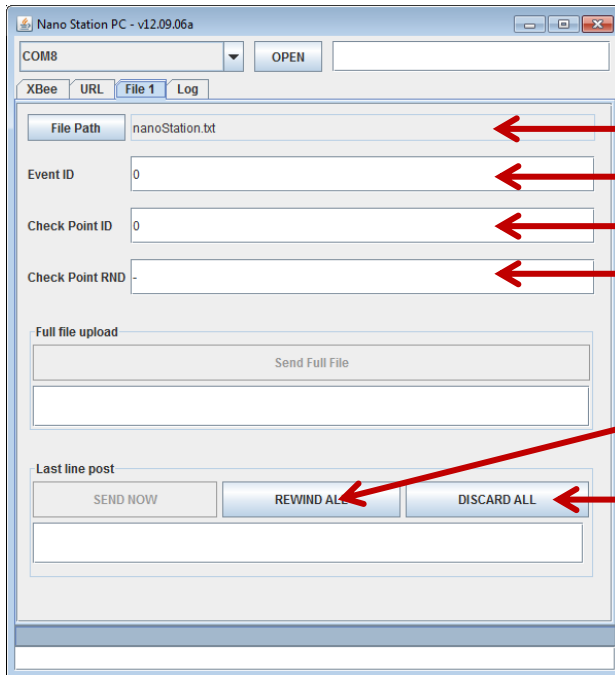 Nano Station PC - v12.09.06a
COM8 OPEN
XBee URL File 1 Log
File Path nanoStation.txt
Event ID 0
Check Point ID 0
Check Point RND -
Full file upload
Send Full File
Last line post
SEND NOW REWIND ALL DISCARD ALL